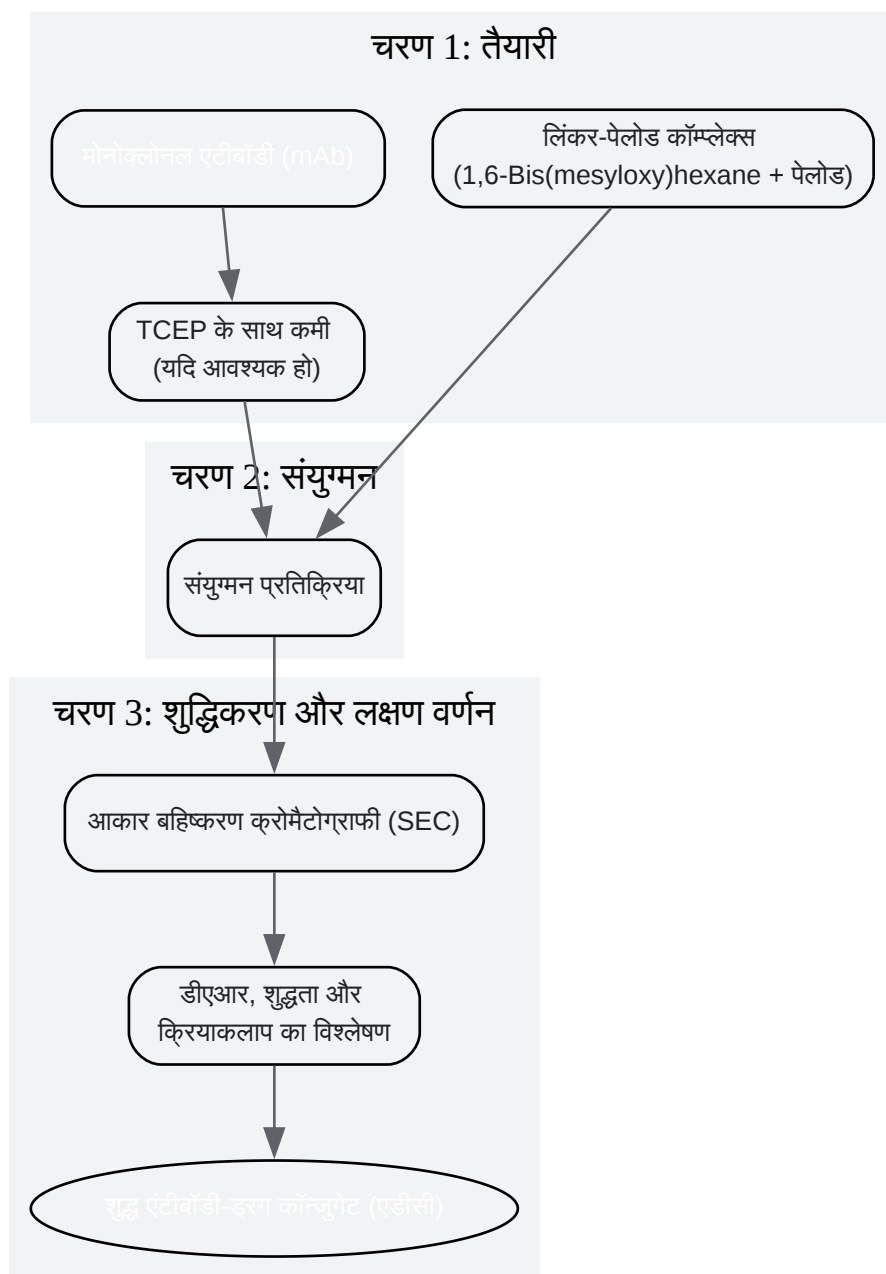 चरण 1: तैयारी
मोनोक्लोनल एंटीबॉडी (mAb)
लिंकर-पेलोड कॉम्प्लेक्स
(1,6-Bis(mesyloxy)hexane + पेलोड)
TCEP के साथ कमी
(यदि आवश्यक हो)
चरण 2: संयुग्मन
संयुग्मन प्रतिक्रिया
चरण 3: शुद्धिकरण और लक्षण वर्णन
आकार बहिष्करण क्रोमैटोग्राफी (SEC)
डीएआर, शुद्धता और
क्रियाकलाप का विश्लेषण
शुद्ध एंटीबॉडी-ड्रग कॉन्जुगेट (एडीसी)